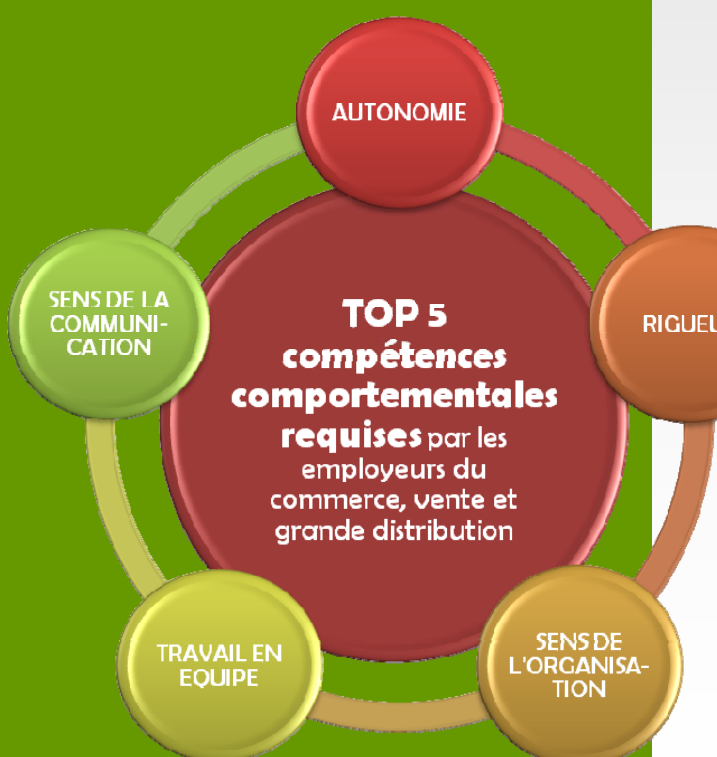 AUTONOMIE
SENS DE LA
COMMUNI-
CATION
TOP 5
compétences
comportementales
requises par les
employeurs du
commerce, vente et
grande distribution
RIGUEU
TRAVAIL EN
EQUIPE
SENS DE
L'ORGANISA-
TION